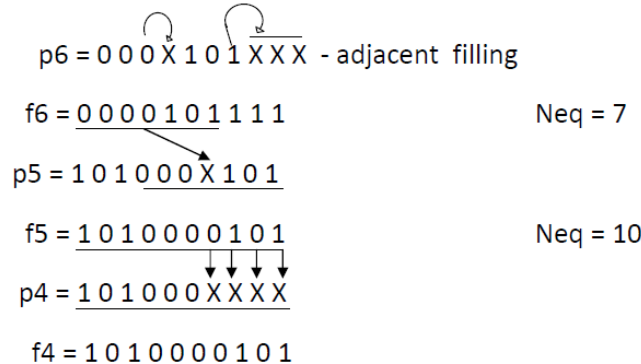 p6 = 0 0 0 X 1 0 1 X X X - adjacent filling
f6 = 0 0 0 0 1 0 1 1 1 1 Neq = 7
p5 = 1 0 1 0 0 0 X 1 0 1
f5 = 1 0 1 0 0 0 0 1 0 1 Neq = 10
p4 = 1 0 1 0 0 0 X X X X
f4 = 1 0 1 0 0 0 0 1 0 1